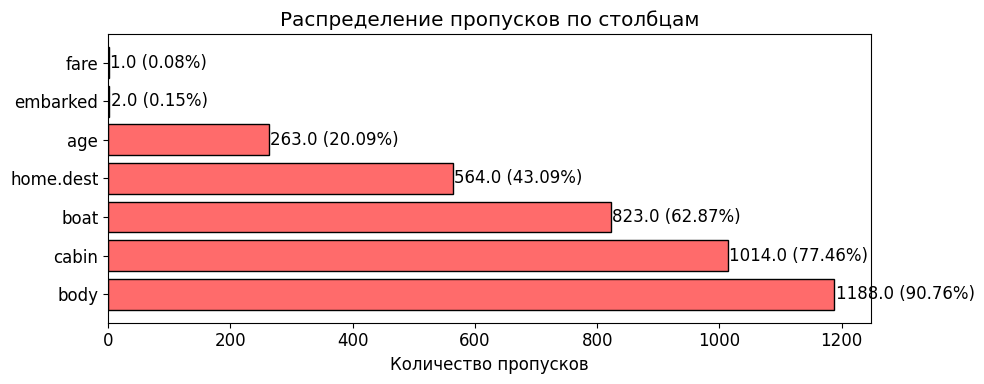 Распределение пропусков по столбцам
fare 1.0 (0.08%)
embarked 2.0 (0.15%)
age 263.0 (20.09%)
home.dest 564.0 (43.09%)
boat 823.0 (62.87%)
cabin 1014.0 (77.46%)
body 1188.0 (90.76%)
0 200 400 600 800 1000 1200
Количество пропусков